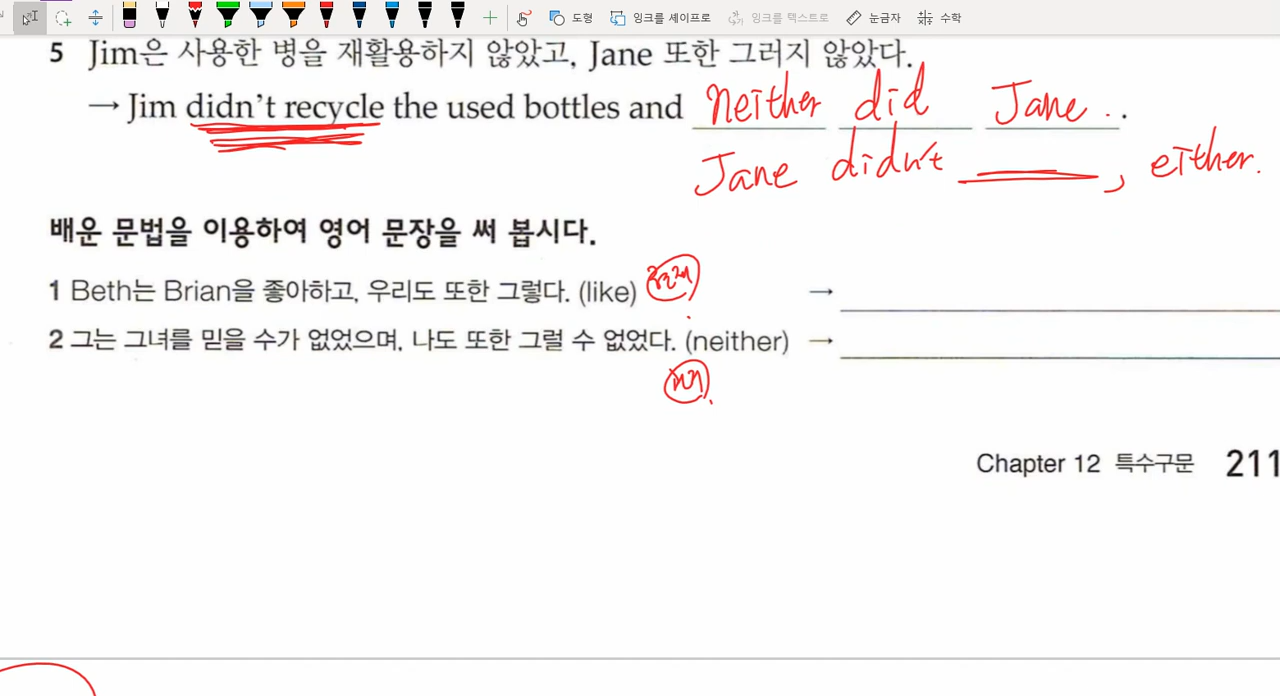 도형 잉크를 셰이프로 잉크를 텍스트로 눈금자 수학
5 Jim은 사용한 병을 재활용하지 않았고, Jane 또한 그러지 않았다.
→ Jim didn't recycle the used bottles and neither did Jane.
Jane didn't ____, either.
배운 문법을 이용하여 영어 문장을 써 봅시다.
1 Beth는 Brian을 좋아하고, 우리도 또한 그렇다. (like) 현재 →
2 그는 그녀를 믿을 수가 없었으며, 나도 또한 그럴 수 없었다. (neither) →
Chapter 12 특수구문 211